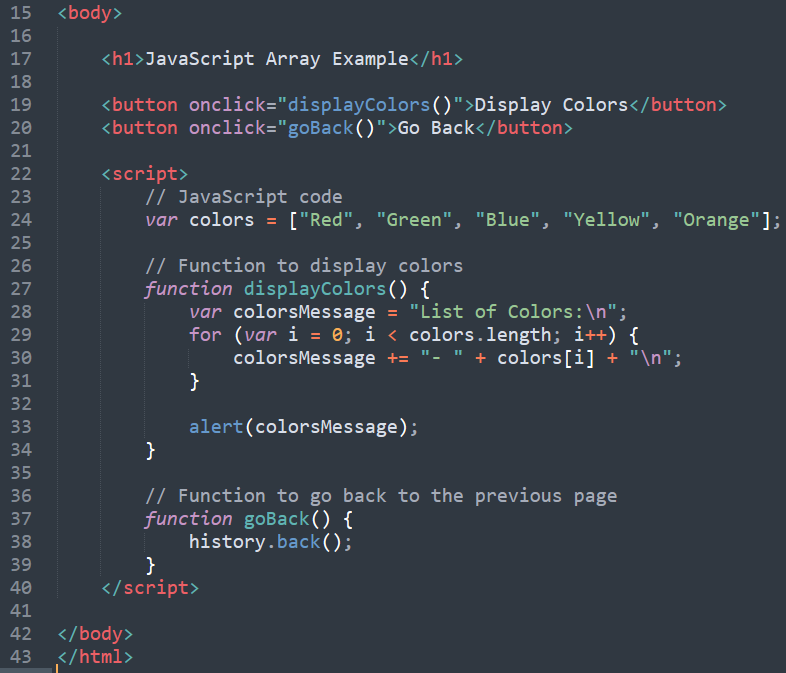 15 <body>
16
17     <h1>JavaScript Array Example</h1>
18
19     <button onclick="displayColors()">Display Colors</button>
20     <button onclick="goBack()">Go Back</button>
21
22     <script>
23         // JavaScript code
24         var colors = ["Red", "Green", "Blue", "Yellow", "Orange"];
25
26         // Function to display colors
27         function displayColors() {
28             var colorsMessage = "List of Colors:\n";
29             for (var i = 0; i < colors.length; i++) {
30                 colorsMessage += "- " + colors[i] + "\n";
31             }
32
33             alert(colorsMessage);
34         }
35
36         // Function to go back to the previous page
37         function goBack() {
38             history.back();
39         }
40     </script>
41
42 </body>
43 </html>